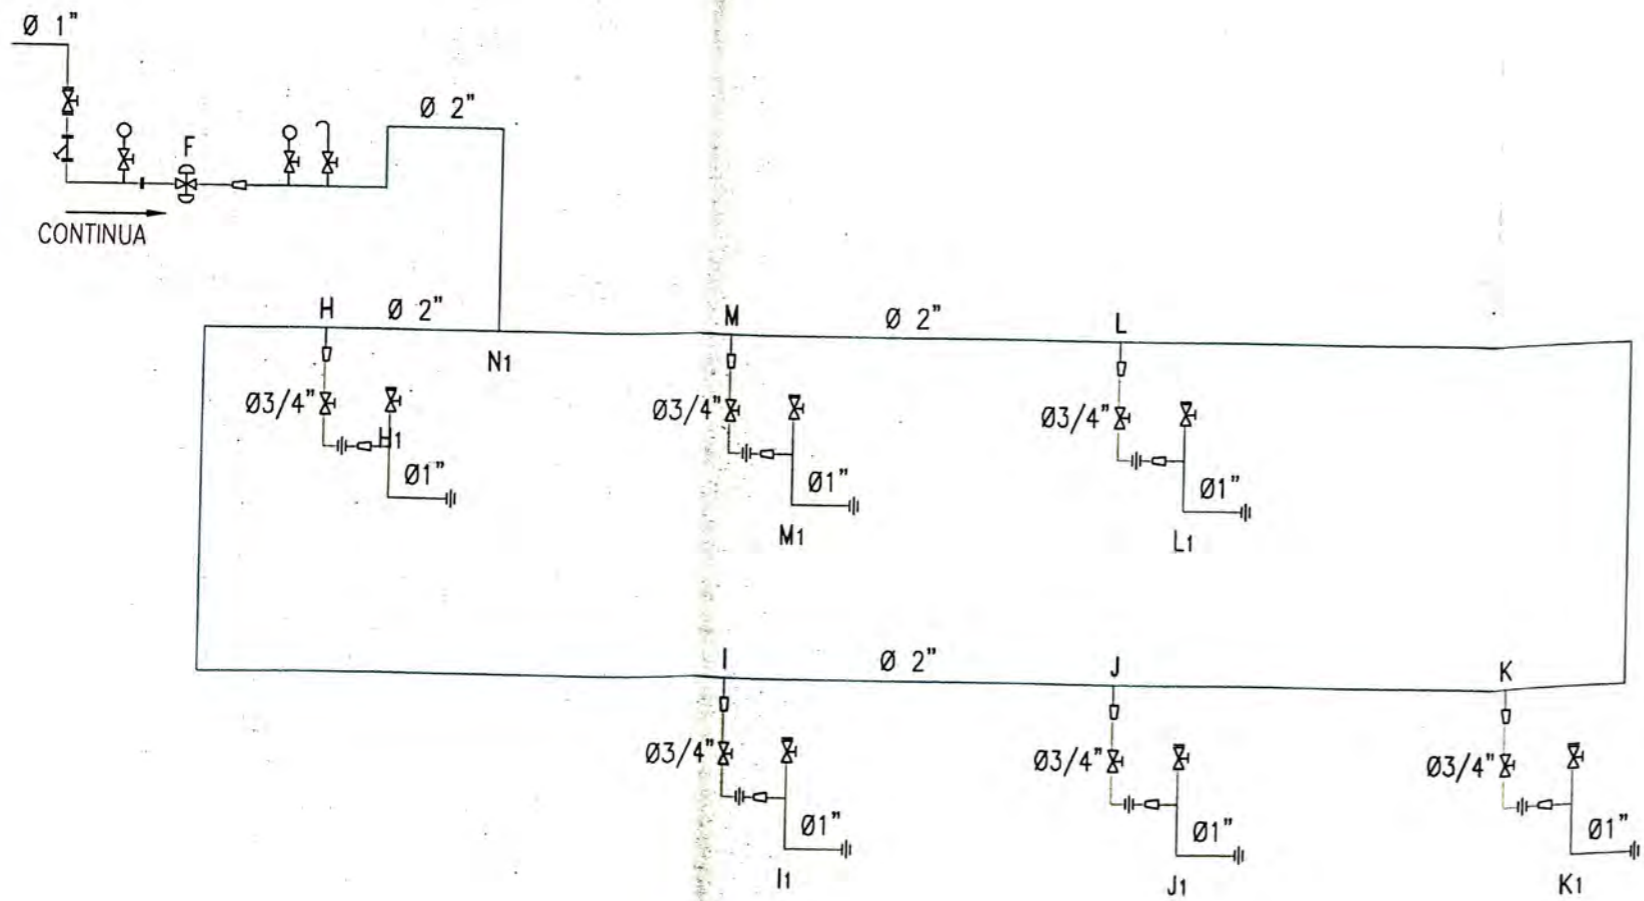 Ø 1"
Ø 2"
F
CONTINUA
H
Ø 2"
M
Ø 2"
L
N1
Ø3/4"
H1
Ø1"
Ø3/4"
Ø1"
M1
Ø3/4"
Ø1"
L1
I
Ø 2"
J
K
Ø3/4"
Ø1"
I1
Ø3/4"
Ø1"
J1
Ø3/4"
Ø1"
K1